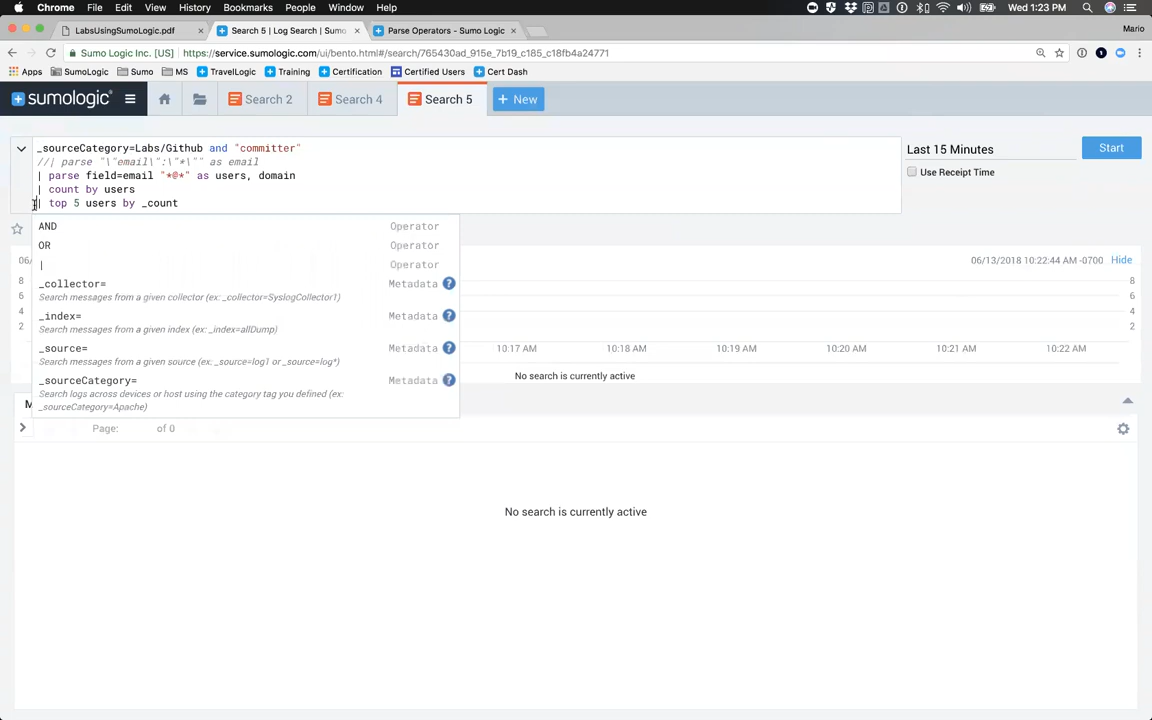 Chrome File Edit View History Bookmarks People Window Help Wed 1:23 PM
LabsUsingSumoLogic.pdf Search 5 | Log Search | Sumo Parse Operators - Sumo Logic Mario
Sumo Logic Inc. [US] https://service.sumologic.com/ui/bento.html#/search/765430ad_915e_7b19_c185_c18fb4a24771
Apps SumoLogic Sumo MS TravelLogic Training Certification Certified Users Cert Dash
sumologic Search 2 Search 4 Search 5 + New
_sourceCategory=Labs/Github and "committer"
//| parse "\"email\":\"*\"" as email
| parse field=email "*@*" as users, domain
| count by users
| top 5 users by _count
Last 15 Minutes Start
Use Receipt Time
AND Operator
OR Operator
| Operator
_collector= Metadata ?
Search messages from a given collector (ex: _collector=SyslogCollector1)
_index= Metadata ?
Search messages from a given index (ex: _index=allDump)
_source= Metadata ?
Search messages from a given source (ex: _source=log1 or _source=log*)
_sourceCategory= Metadata ?
Search logs across devices or host using the category tag you defined (ex:
_sourceCategory=Apache)
06/ 06/13/2018 10:22:44 AM -0700 Hide
8 8
6 6
4 4
2 2
10:17 AM 10:18 AM 10:19 AM 10:20 AM 10:21 AM 10:22 AM
No search is currently active
M
Page: of 0
No search is currently active